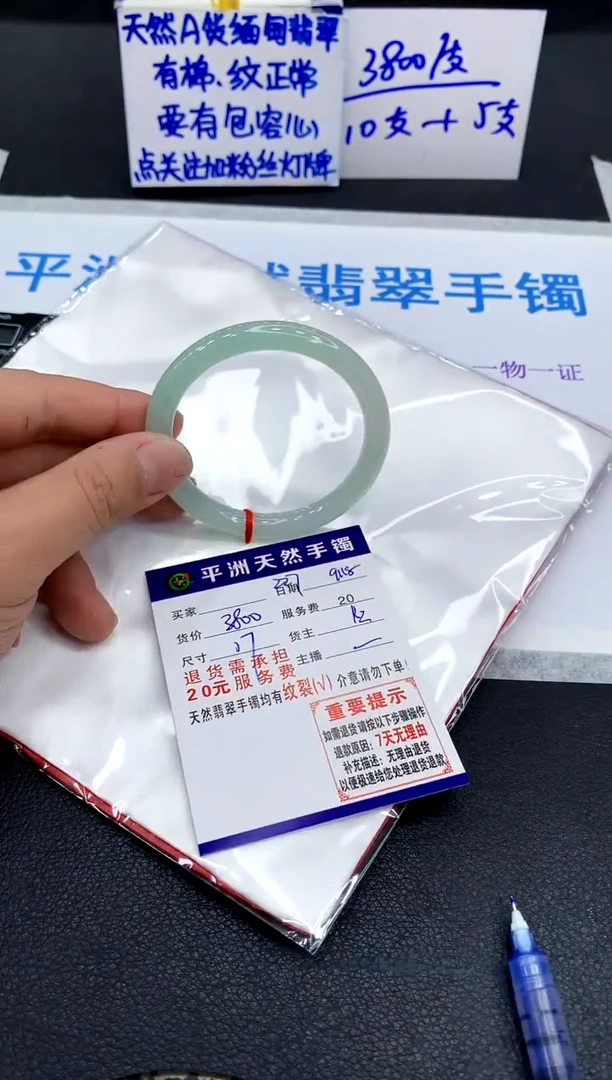 天然A货缅甸翡翠
有棉、纹正常
要有包容心
点关注加粉丝灯牌
3800/支
10支+5支
平洲 翡翠手镯
一物一证
平洲天然手镯
买家 日期 9118
货价 3800 服务费 20
尺寸 货主
退货需承担 主播
20元服务费
天然翡翠手镯均有纹裂(√) 介意请勿下单!
重要提示
如需退货请按以下步骤操作
退款原因:7天无理由
补充描述:无理由退货
以便极速给您处理退货退款